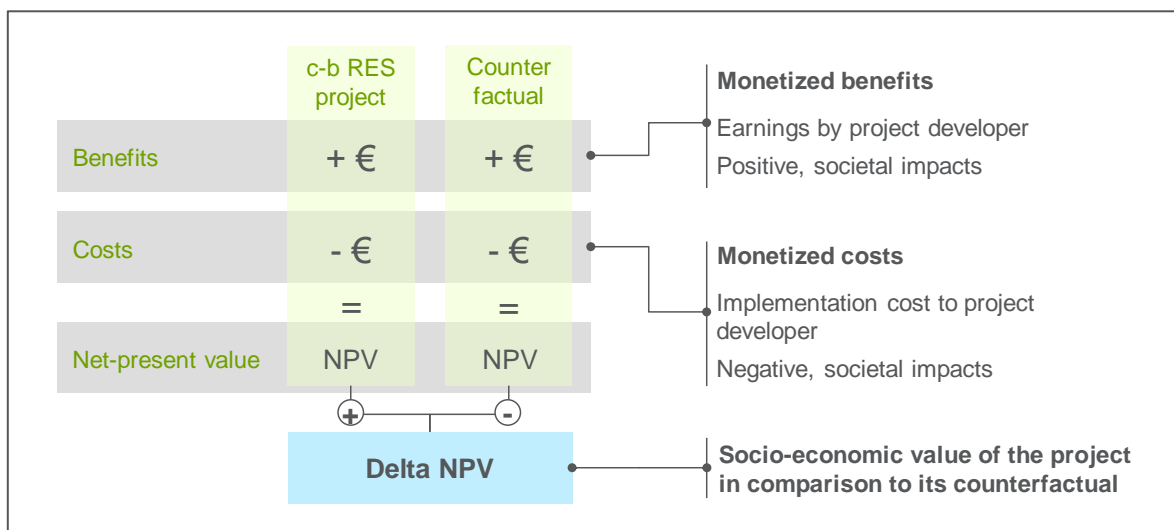 c-b RES
project
Counter
factual
Benefits
+ €
+ €
Costs
- €
- €
=
=
Net-present value
NPV
NPV
+
-
Delta NPV
Monetized benefits
Earnings by project developer
Positive, societal impacts
Monetized costs
Implementation cost to project
developer
Negative, societal impacts
Socio-economic value of the project
in comparison to its counterfactual